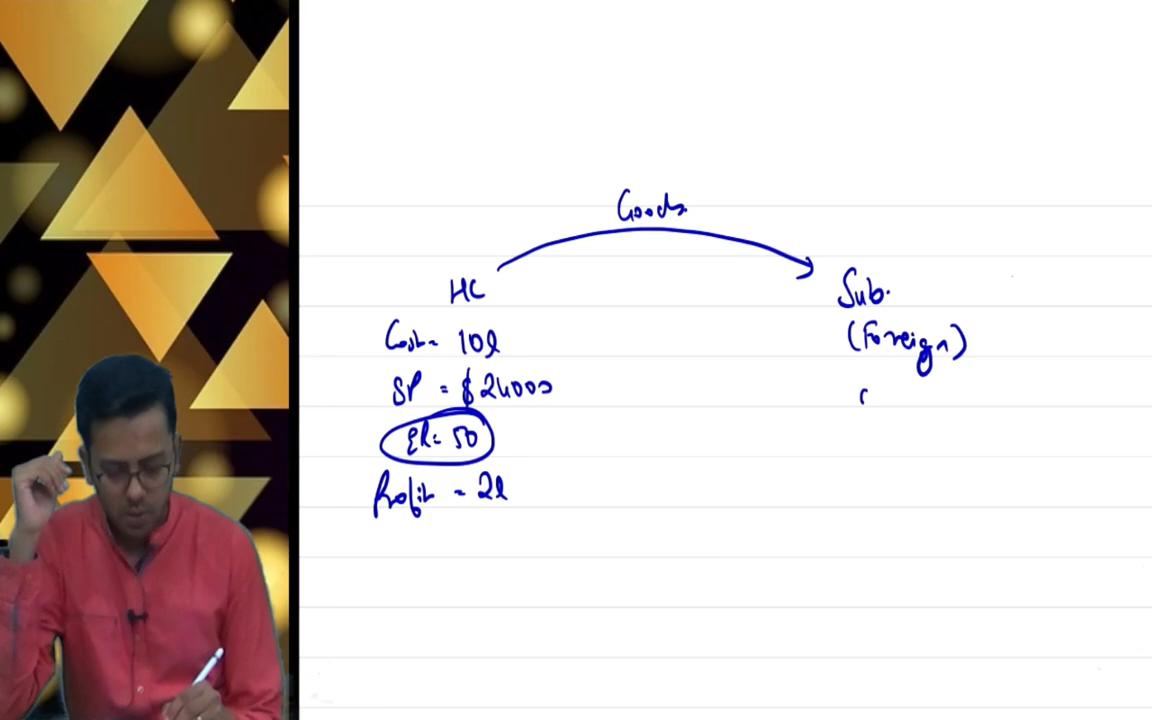 Goods
HC
Sub.
Cost = 10l
(Foreign)
SP = $24000
(
ER = 50
Profit = 2l